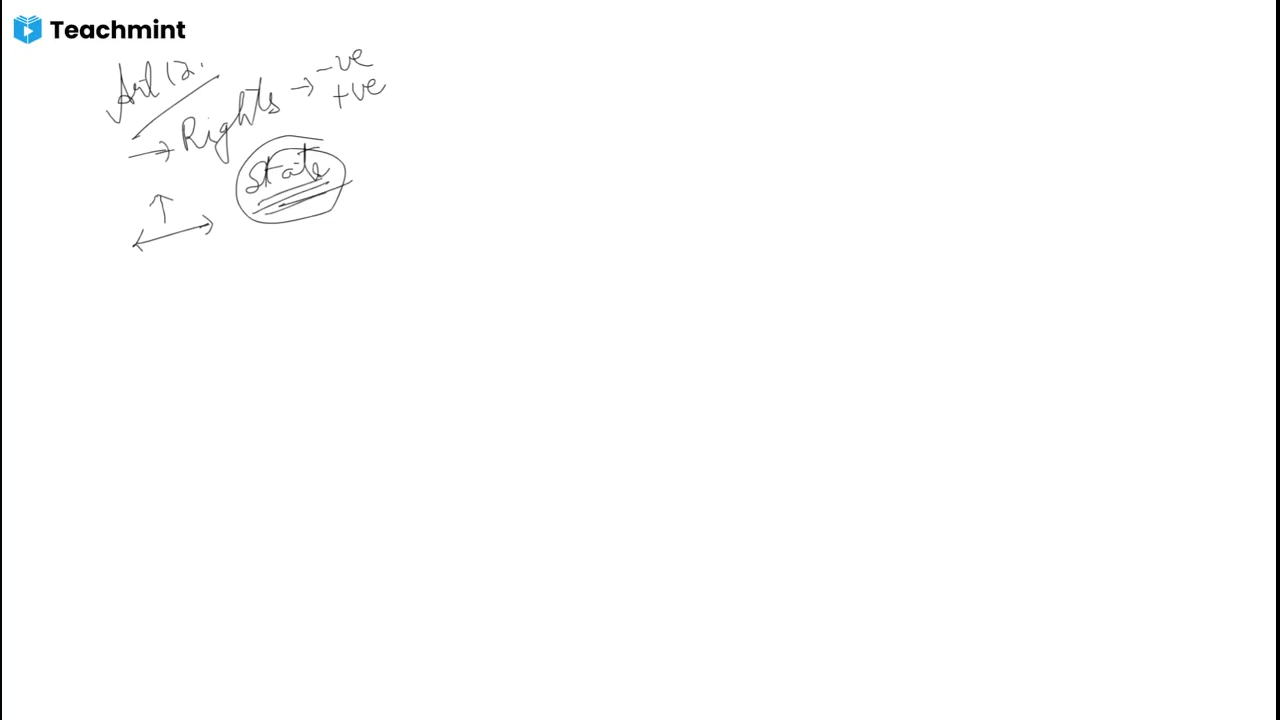 Teachmint
Art 12.
→ Rights → -ve
+ve
State